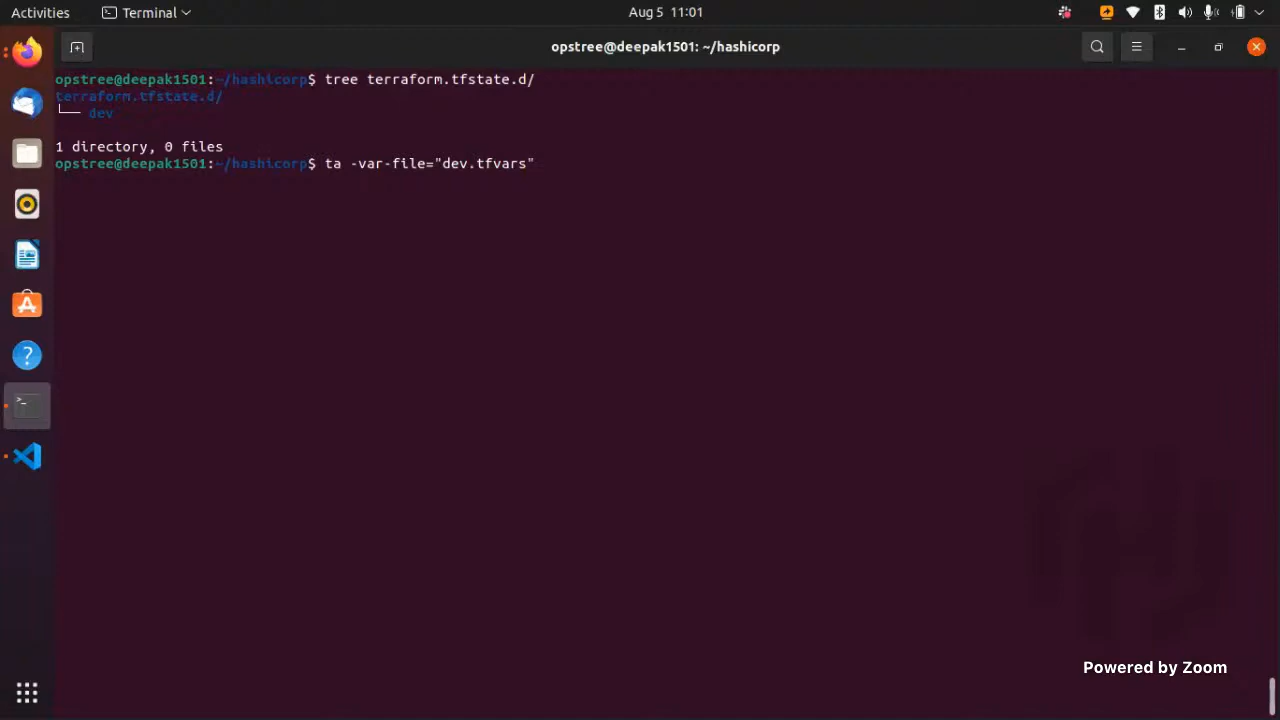 Activities
Terminal
Aug 5 11:01
opstree@deepak1501: ~/hashicorp
opstree@deepak1501:~/hashicorp$ tree terraform.tfstate.d/
terraform.tfstate.d/
└── dev
1 directory, 0 files
opstree@deepak1501:~/hashicorp$ ta -var-file="dev.tfvars"
Powered by Zoom